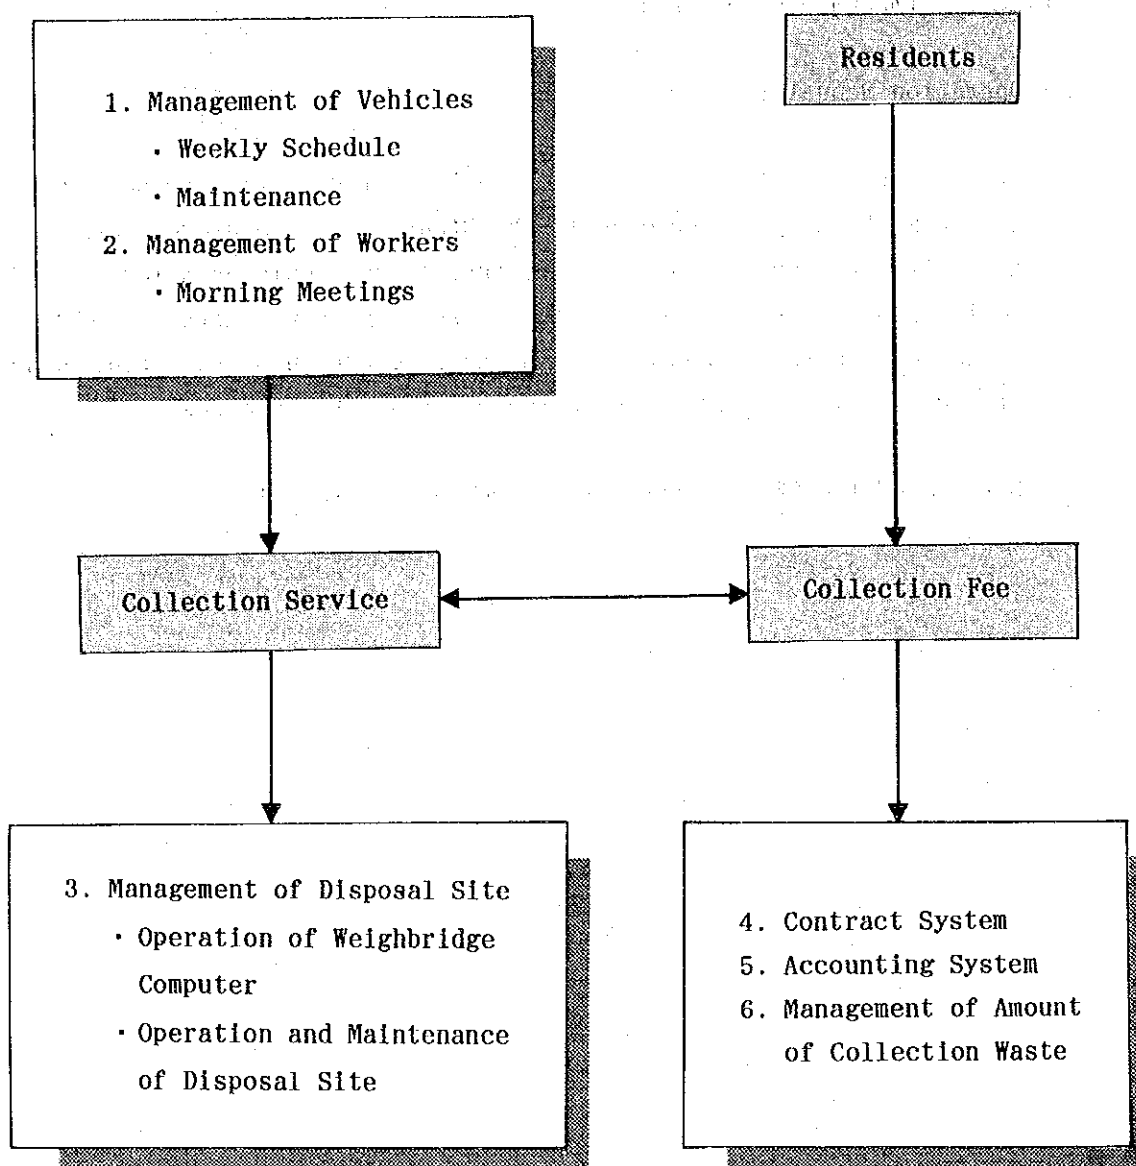 1. Management of Vehicles
・ Weekly Schedule
・ Maintenance
2. Management of Workers
・ Morning Meetings
Residents
Collection Service
Collection Fee
3. Management of Disposal Site
・ Operation of Weighbridge
Computer
・ Operation and Maintenance
of Disposal Site
4. Contract System
5. Accounting System
6. Management of Amount
of Collection Waste